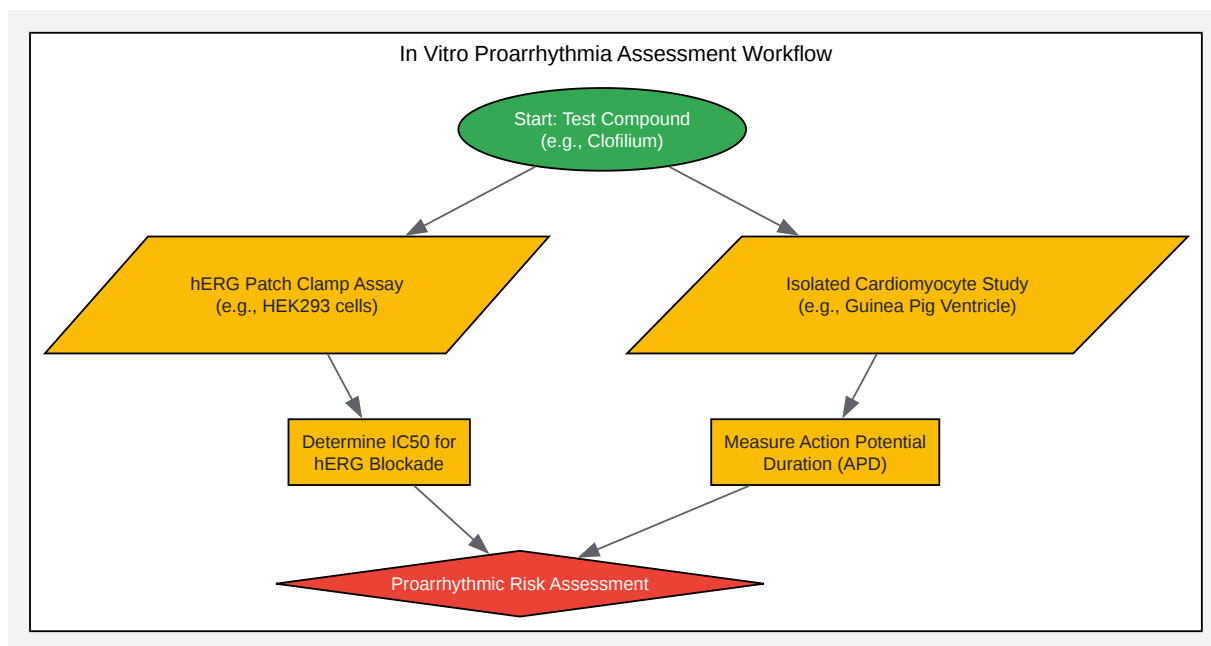 In Vitro Proarrhythmia Assessment Workflow
Start: Test Compound
(e.g., Clofilium)
hERG Patch Clamp Assay
(e.g., HEK293 cells)
Isolated Cardiomyocyte Study
(e.g., Guinea Pig Ventricle)
Determine IC50 for
hERG Blockade
Measure Action Potential
Duration (APD)
Proarrhythmic Risk Assessment